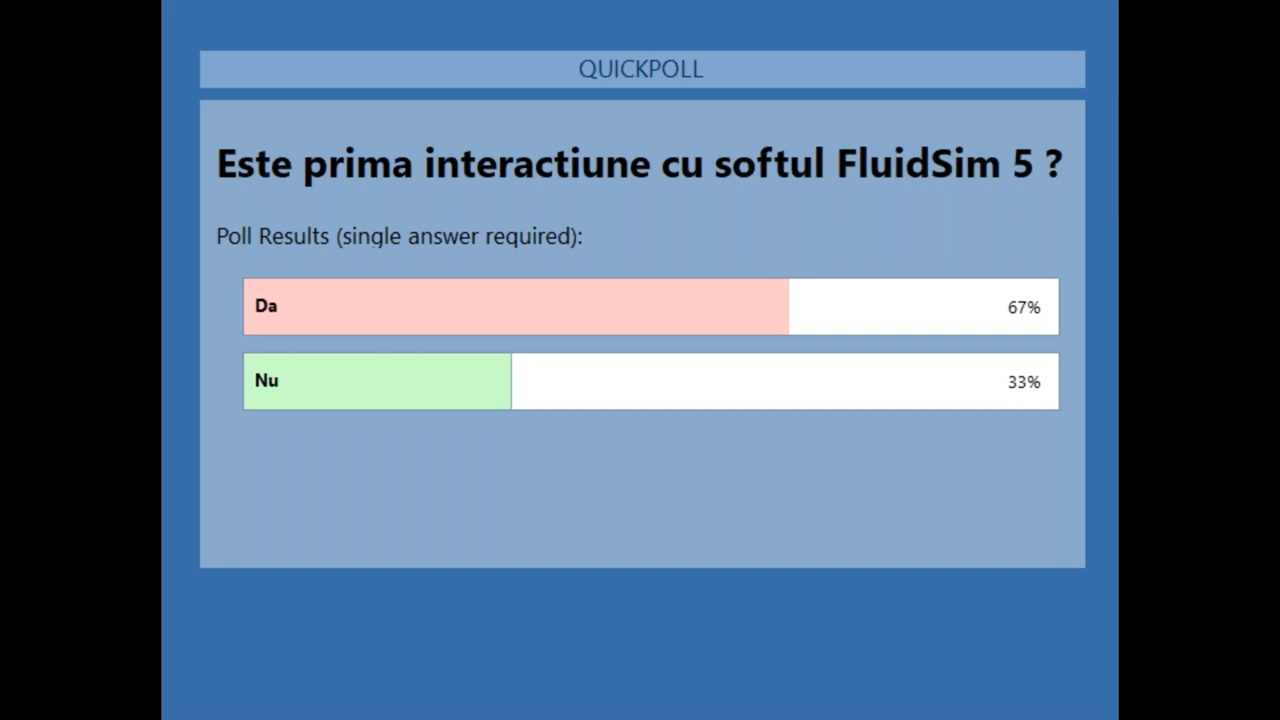 QUICKPOLL
Este prima interactiune cu softul FluidSim 5 ?
Poll Results (single answer required):
Da 67%
Nu 33%